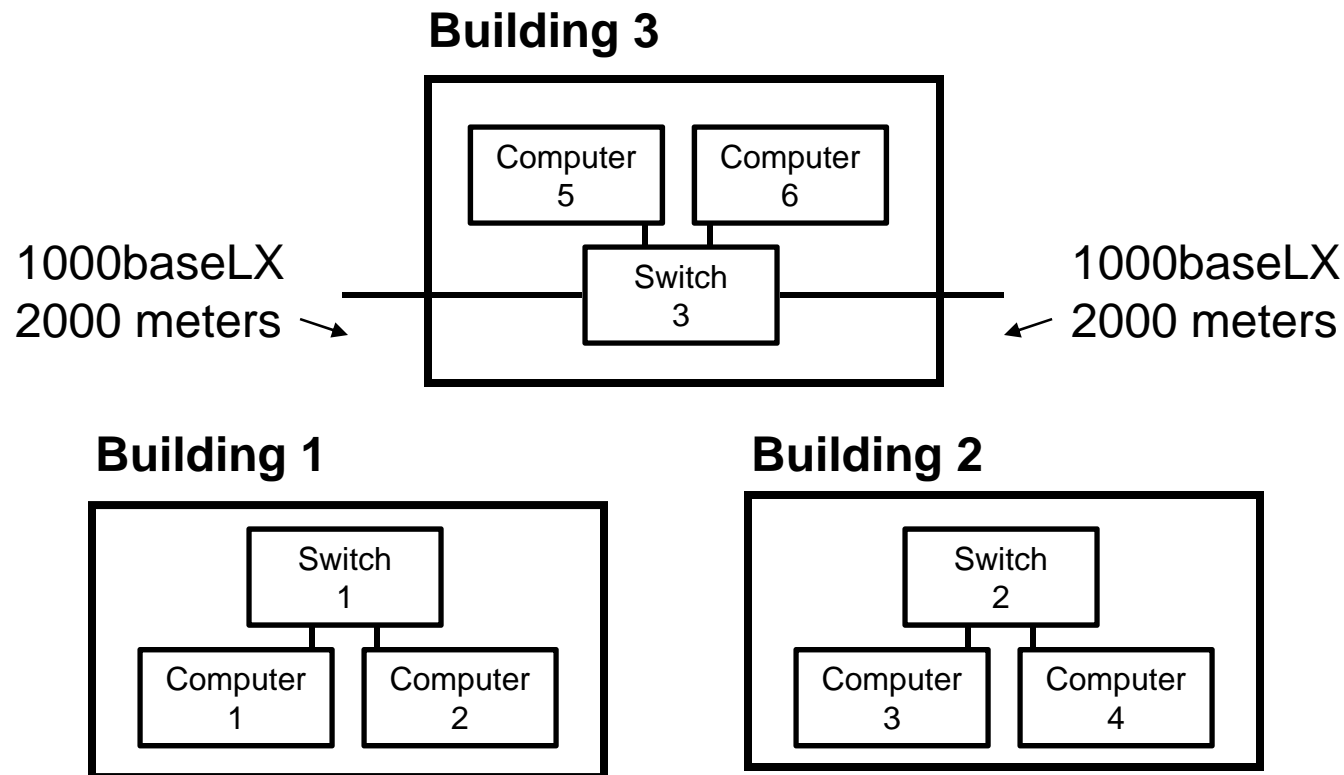 Building 3
Computer
5
Computer
6
1000baseLX
2000 meters
Switch
3
1000baseLX
2000 meters
Building 1
Switch
1
Computer
1
Computer
2
Building 2
Switch
2
Computer
3
Computer
4